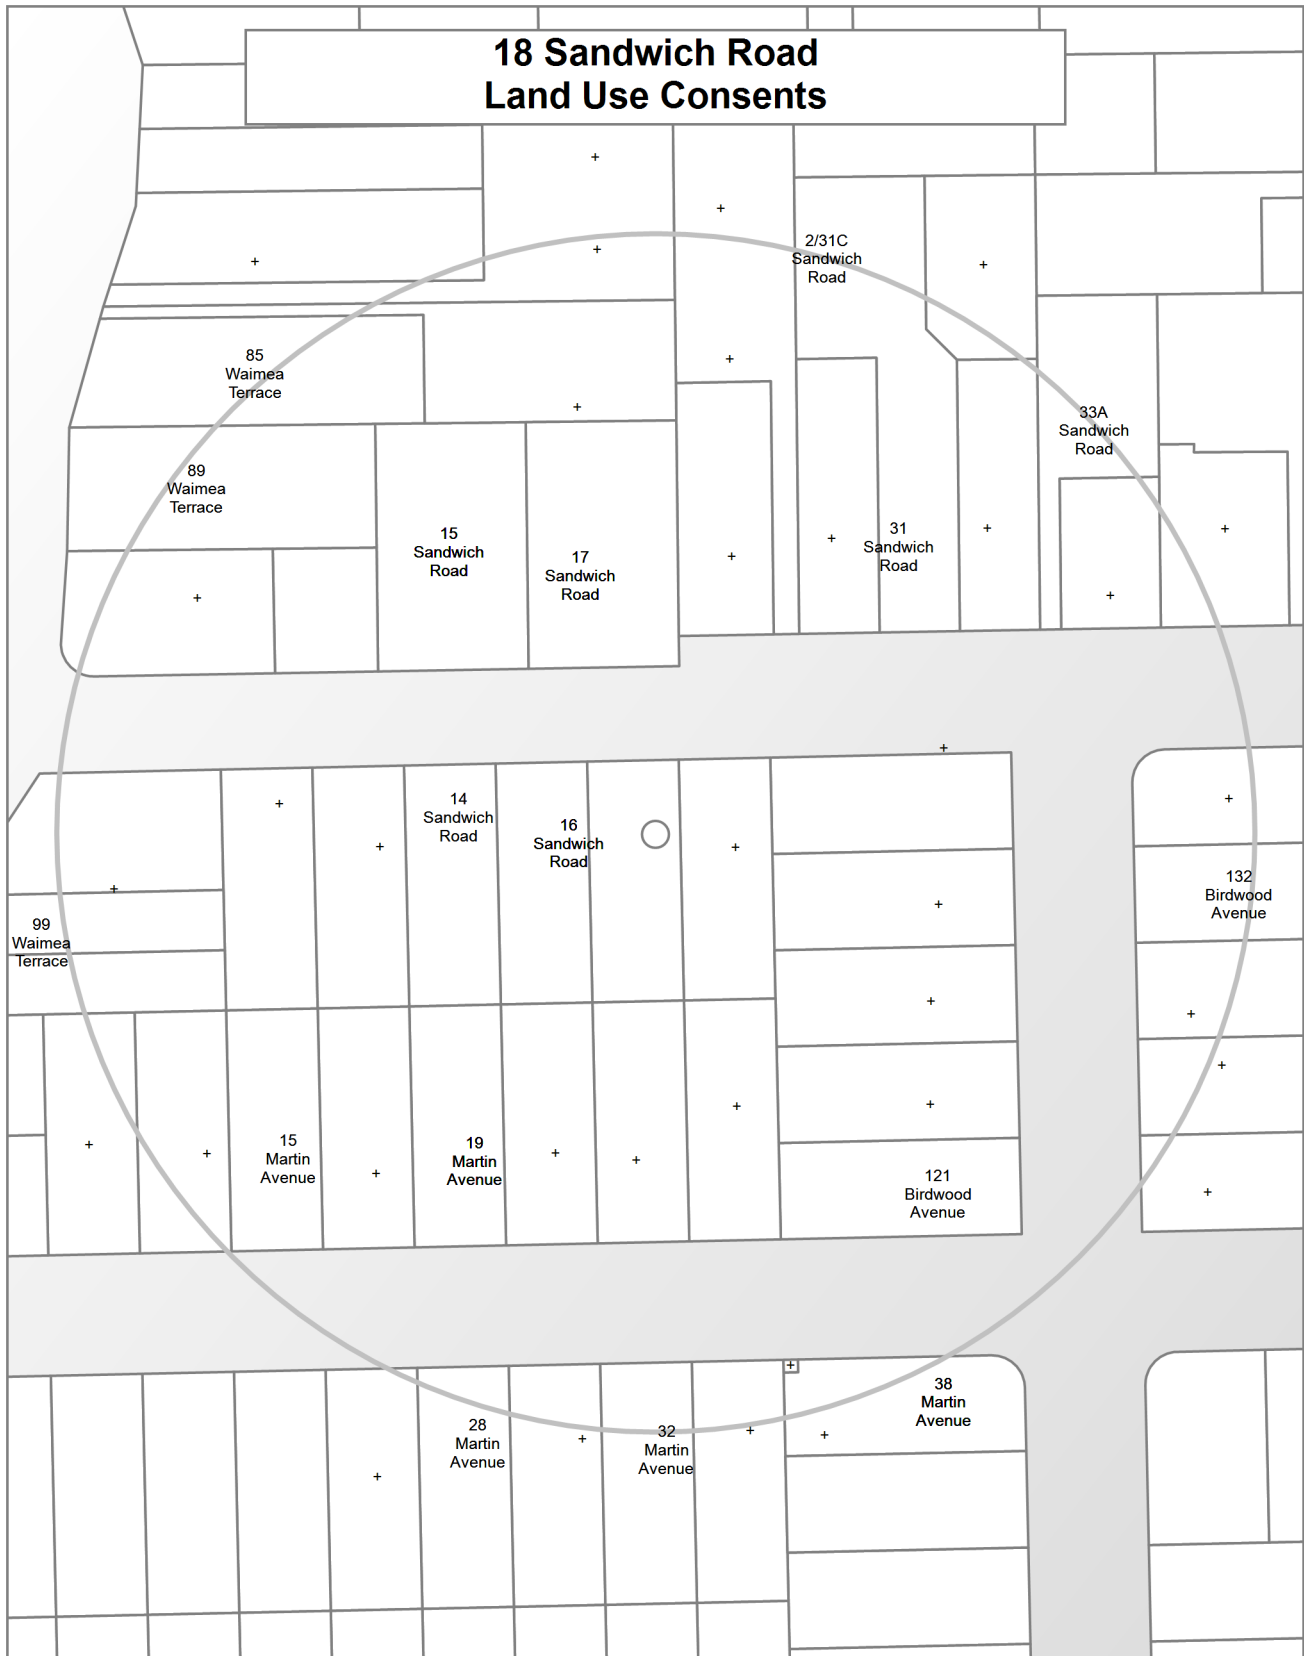 18 Sandwich Road
Land Use Consents
2/31C
Sandwich
Road
85
Waimea
Terrace
33A
Sandwich
Road
89
Waimea
Terrace
15
Sandwich
Road
17
Sandwich
Road
31
Sandwich
Road
14
Sandwich
Road
16
Sandwich
Road
132
Birdwood
Avenue
99
Waimea
Terrace
15
Martin
Avenue
19
Martin
Avenue
121
Birdwood
Avenue
38
Martin
Avenue
28
Martin
Avenue
32
Martin
Avenue